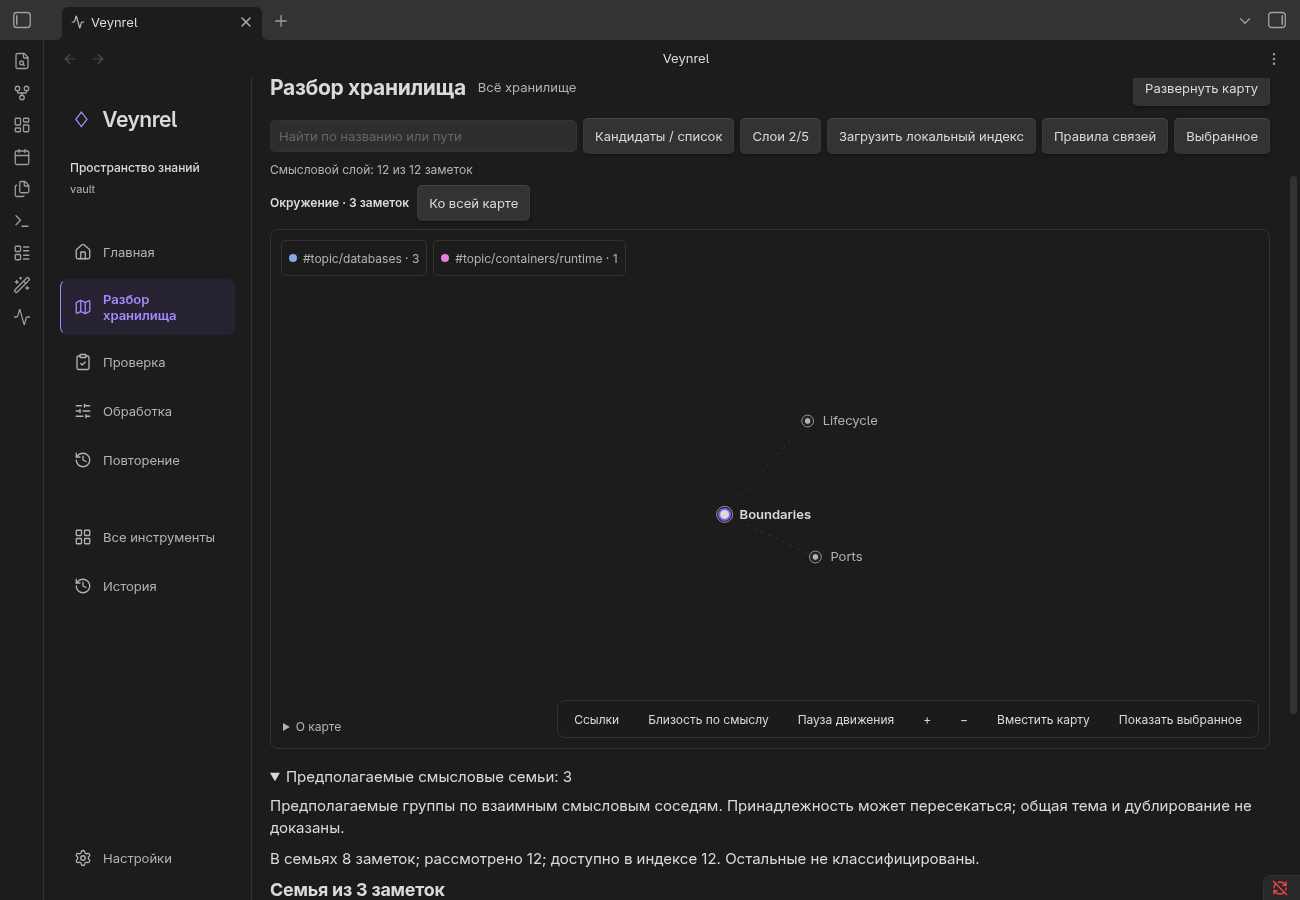 Veynrel
Veynrel
Разбор хранилища
Всё хранилище
Развернуть карту
Veynrel
Найти по названию или пути
Кандидаты / список
Слои 2/5
Загрузить локальный индекс
Правила связей
Выбранное
Пространство знаний
vault
Смысловой слой: 12 из 12 заметок
Окружение · 3 заметок
Ко всей карте
Главная
Разбор
хранилища
Проверка
Обработка
Повторение
Все инструменты
История
Настройки
#topic/databases · 3
#topic/containers/runtime · 1
Lifecycle
Boundaries
Ports
О карте
Ссылки
Близость по смыслу
Пауза движения
+
−
Вместить карту
Показать выбранное
Предполагаемые смысловые семьи: 3
Предполагаемые группы по взаимным смысловым соседям. Принадлежность может пересекаться; общая тема и дублирование не
доказаны.
В семьях 8 заметок; рассмотрено 12; доступно в индексе 12. Остальные не классифицированы.
Семья из 3 заметок